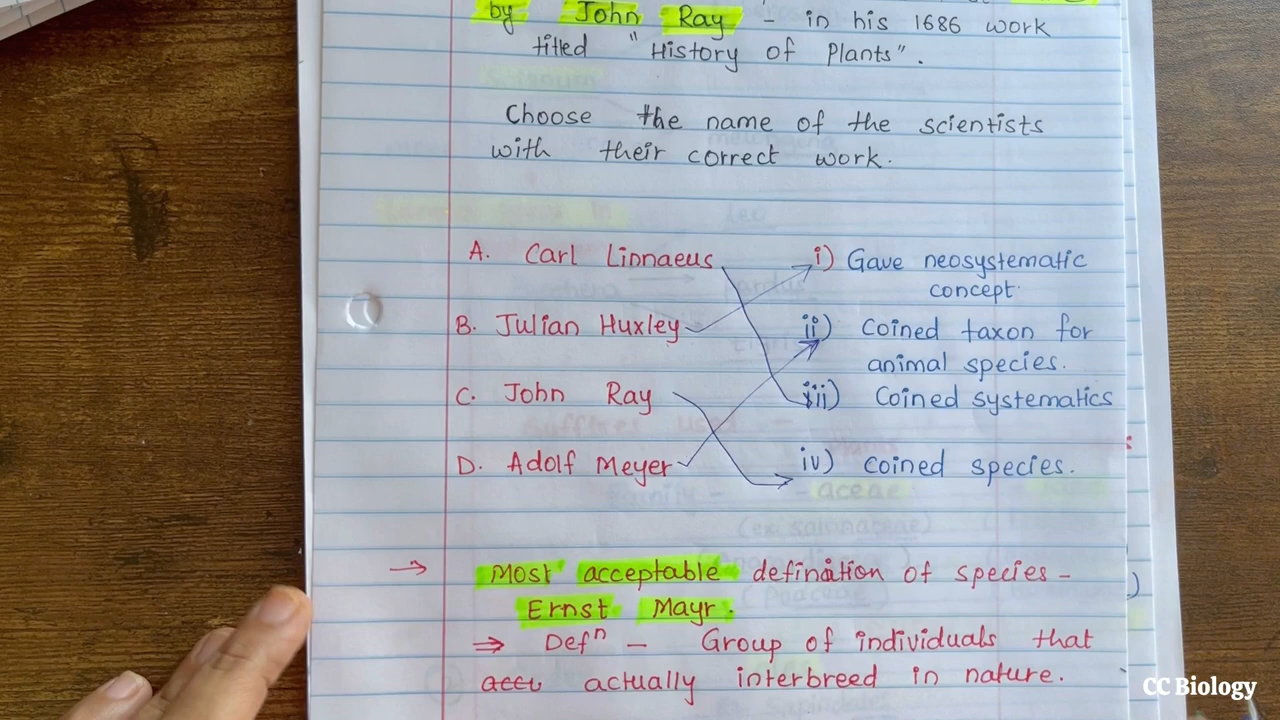 by John Ray - in his 1686 work
titled "History of Plants".
Choose the name of the scientists
with their correct work.
A. Carl Linnaeus
i) Gave neosystematic
concept.
B. Julian Huxley
ii) Coined taxon for
animal species.
C. John Ray
iii) Coined systematics
D. Adolf Meyer
iv) Coined species.
→ Most acceptable definition of species -
Ernst Mayr.
⇒ Defⁿ - Group of individuals that
actually interbreed in nature.
CC Biology